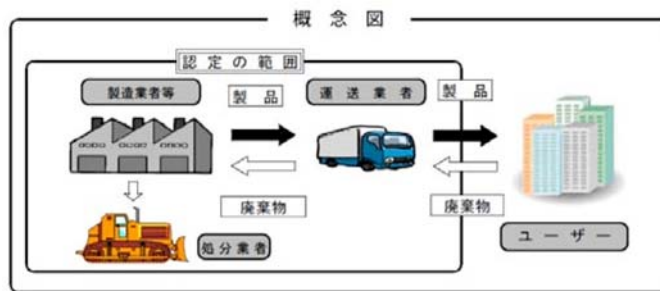 概念図
認定の範囲
製造業者等
製品
運送業者
製品
廃棄物
廃棄物
処分業者
ユーザー